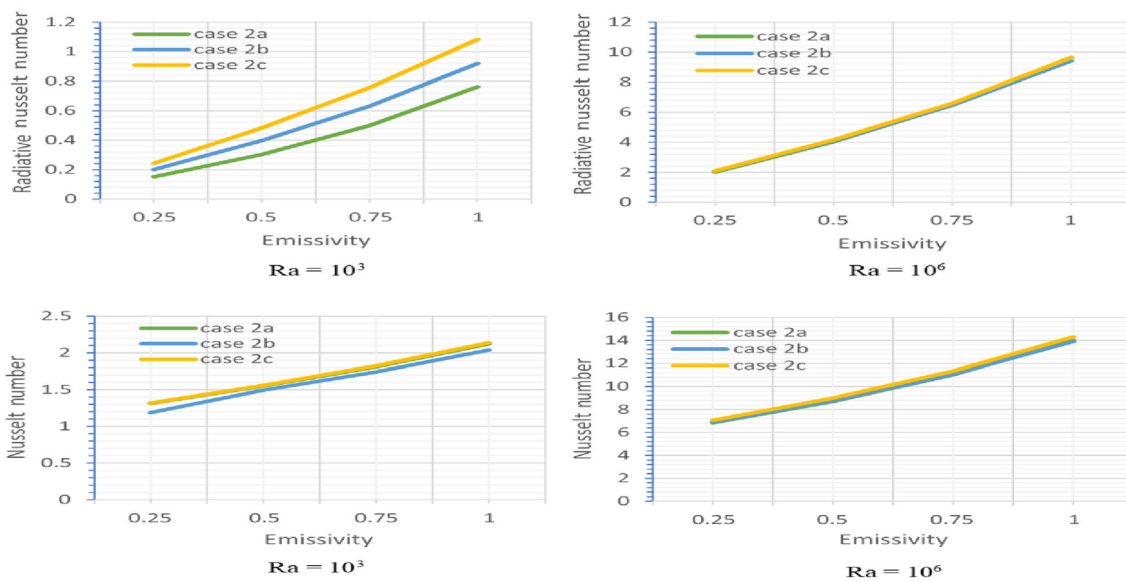 Radiative nusselt number
1.2
1
0.8
0.6
0.4
0.2
0
case 2a
case 2b
case 2c
0.25 0.5 0.75 1
Emissivity
Ra = 10³
Radiative nusselt number
12
10
8
6
4
2
0
case 2a
case 2b
case 2c
0.25 0.5 0.75 1
Emissivity
Ra = 10⁶
Nusselt number
2.5
2
1.5
1
0.5
0
case 2a
case 2b
case 2c
0.25 0.5 0.75 1
Emissivity
Ra = 10³
Nusselt number
16
14
12
10
8
6
4
2
0
case 2a
case 2b
case 2c
0.25 0.5 0.75 1
Emissivity
Ra = 10⁶